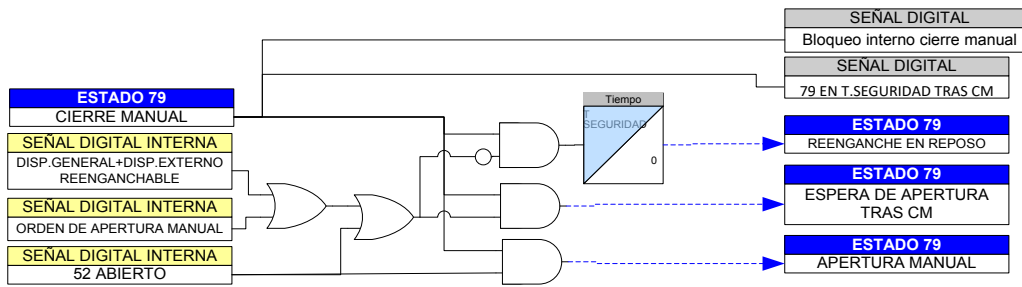 SEÑAL DIGITAL
Bloqueo interno cierre manual
SEÑAL DIGITAL
79 EN T.SEGURIDAD TRAS CM
ESTADO 79
CIERRE MANUAL
SEÑAL DIGITAL INTERNA
DISP.GENERAL+DISP.EXTERNO
REENGANCHABLE
SEÑAL DIGITAL INTERNA
ORDEN DE APERTURA MANUAL
SEÑAL DIGITAL INTERNA
52 ABIERTO
Tiempo
T
SEGURIDAD
0
ESTADO 79
REENGANCHE EN REPOSO
ESTADO 79
ESPERA DE APERTURA
TRAS CM
ESTADO 79
APERTURA MANUAL